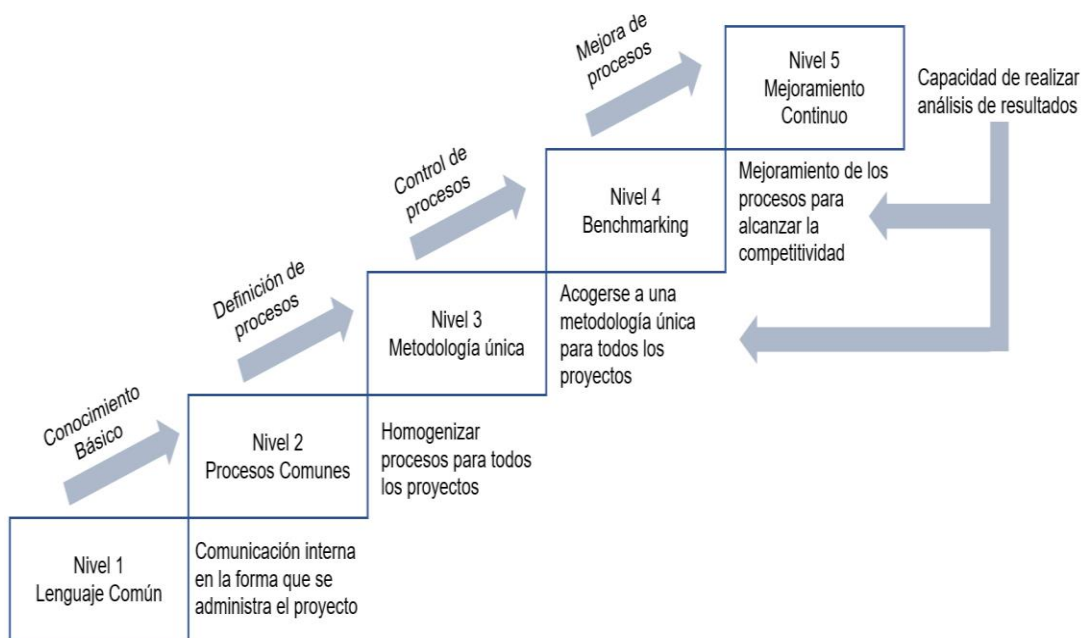 Mejora de
procesos
Nivel 5
Mejoramiento
Continuo
Capacidad de realizar
análisis de resultados
Control de
procesos
Nivel 4
Benchmarking
Mejoramiento de los
procesos para
alcanzar la
competitividad
Definición de
procesos
Nivel 3
Metodología única
Acogerse a una
metodología única
para todos los
proyectos
Conocimiento
Básico
Nivel 2
Procesos Comunes
Homogenizar
procesos para todos
los proyectos
Nivel 1
Lenguaje Común
Comunicación interna
en la forma que se
administra el proyecto